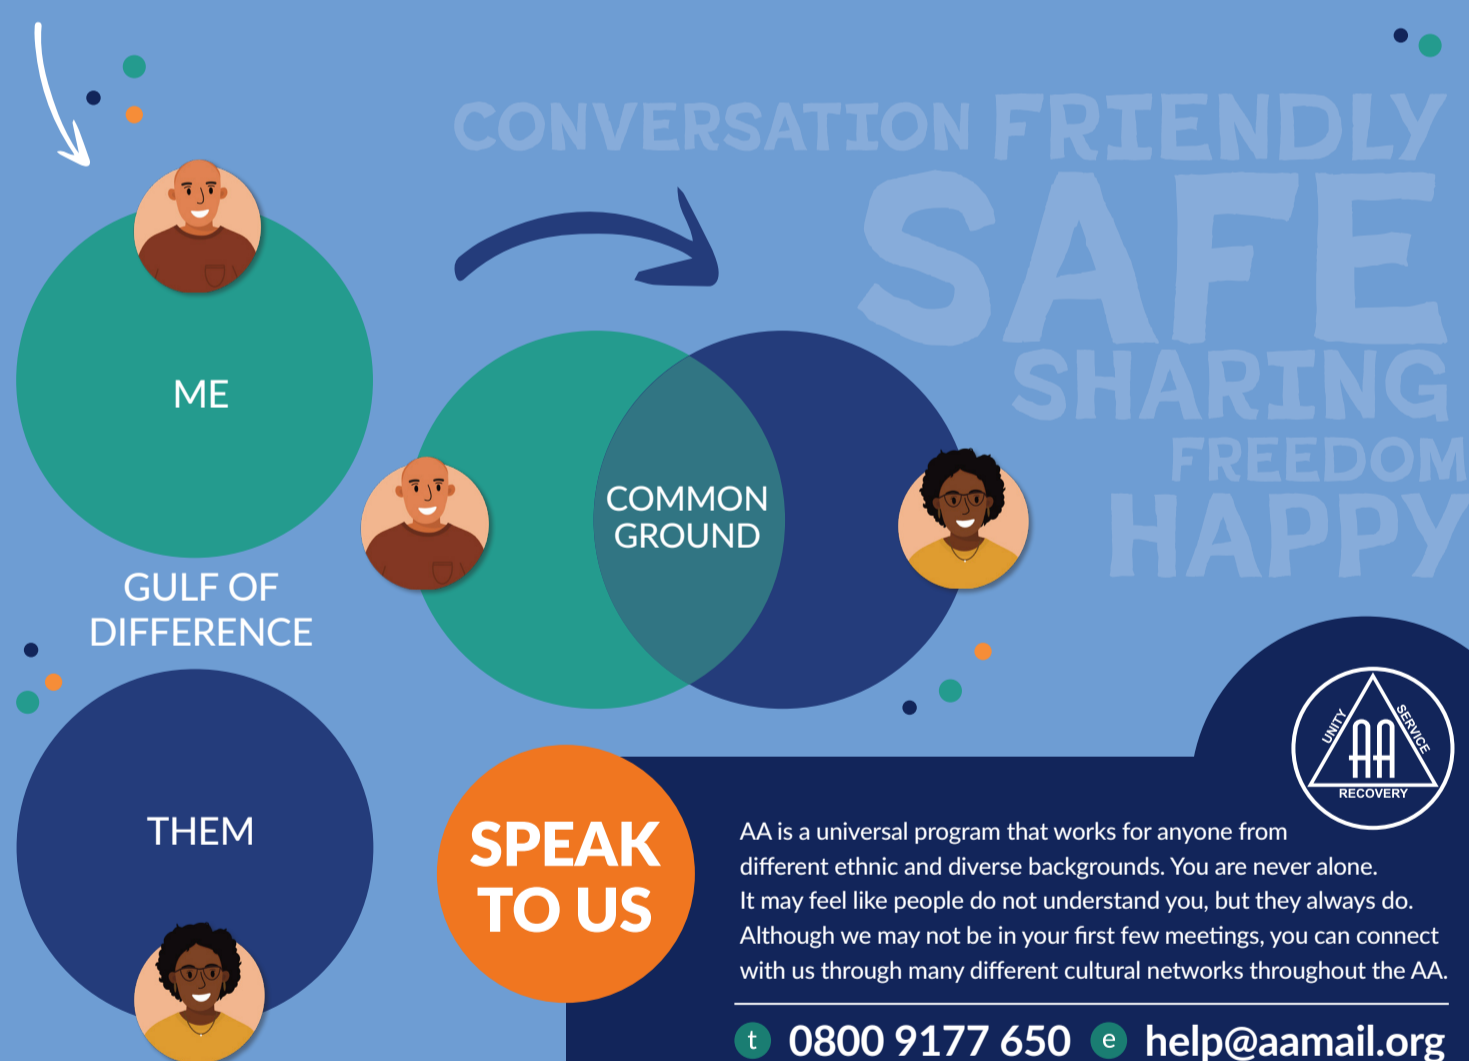 CONVERSATION FRIENDLY
SAFE
SHARING
FREEDOM
HAPPY
ME
GULF OF
DIFFERENCE
THEM
COMMON
GROUND
SPEAK
TO US
UNITY
SERVICE
AA
RECOVERY
AA is a universal program that works for anyone from
different ethnic and diverse backgrounds. You are never alone.
It may feel like people do not understand you, but they always do.
Although we may not be in your first few meetings, you can connect
with us through many different cultural networks throughout the AA.
t 0800 9177 650 e help@aamail.org